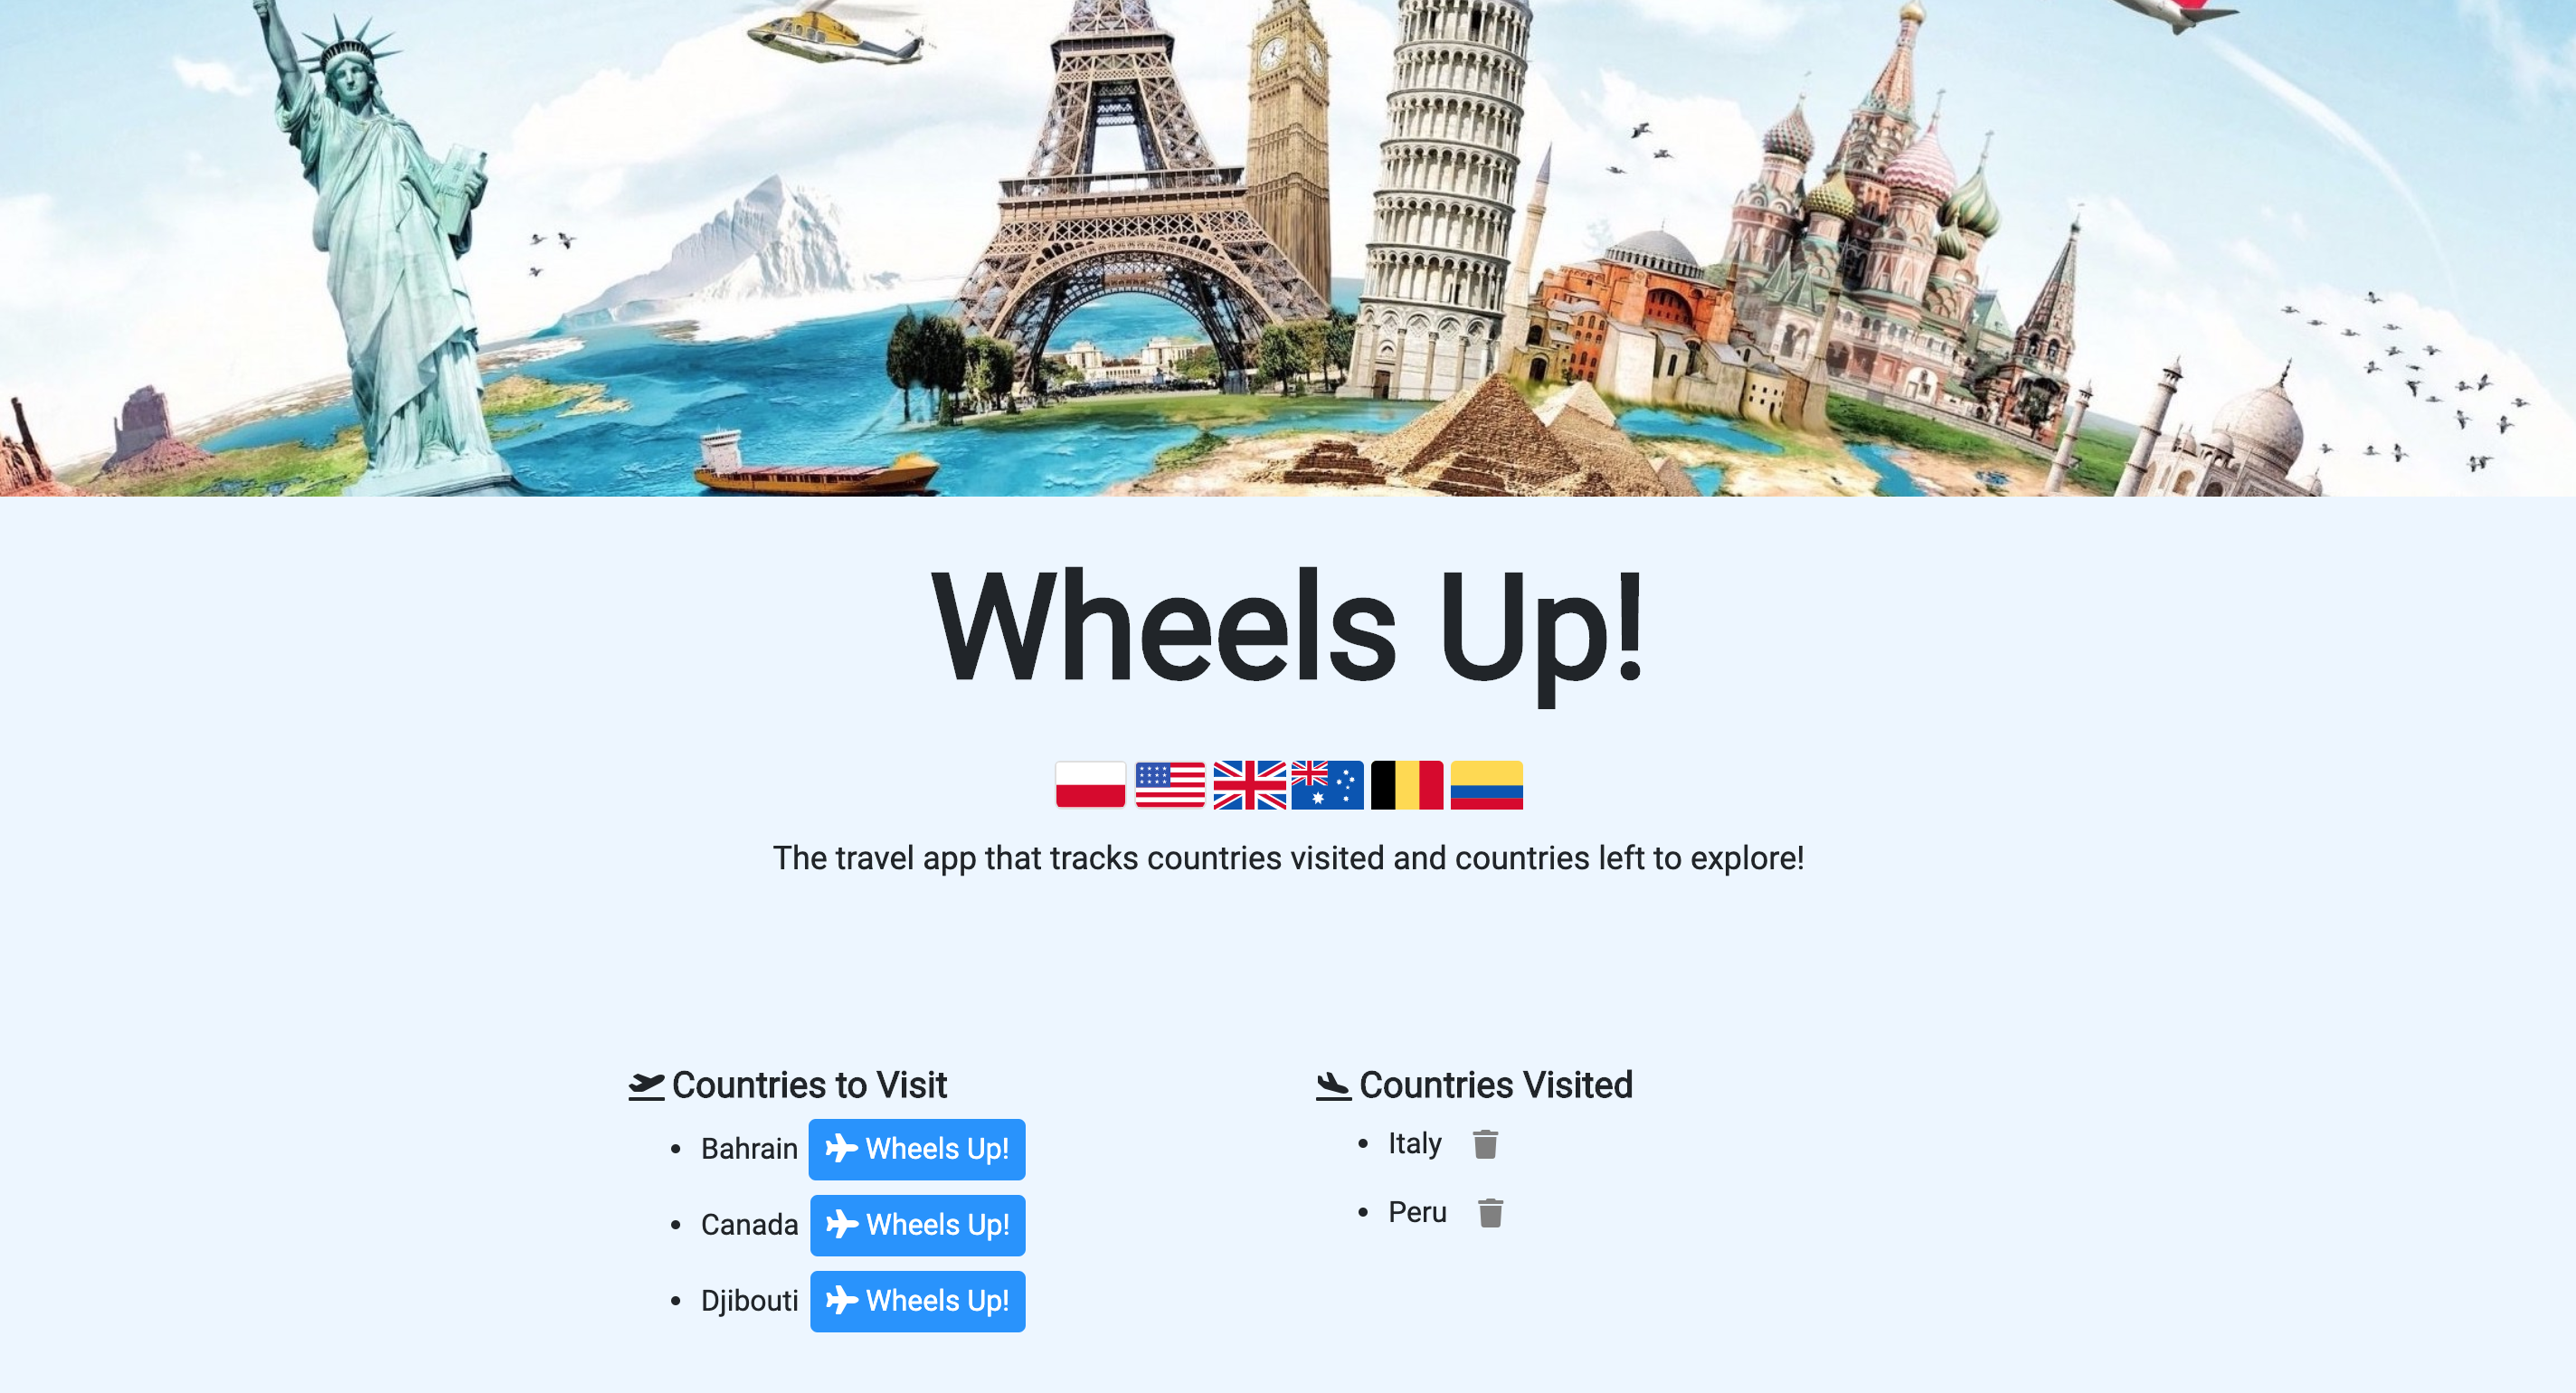 Wheels Up!
The travel app that tracks countries visited and countries left to explore!
Countries to Visit
Bahrain Wheels Up!
Canada Wheels Up!
Djibouti Wheels Up!
Countries Visited
Italy
Peru